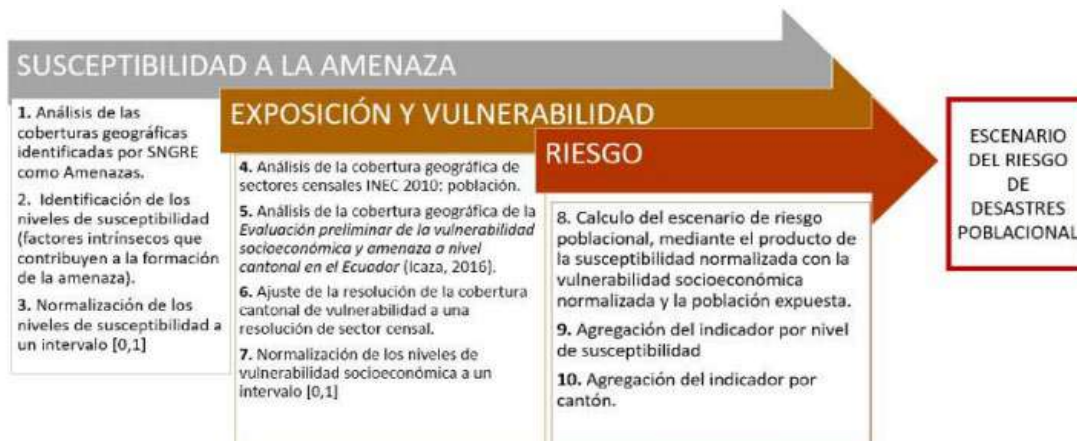 SUSCEPTIBILIDAD A LA AMENAZA
1. Análisis de las
coberturas geográficas
identificadas por SNGRE
como Amenazas.
2. Identificación de los
niveles de susceptibilidad
(factores intrínsecos que
contribuyen a la formación
de la amenaza).
3. Normalización de los
niveles de susceptibilidad a
un intervalo [0,1]
EXPOSICIÓN Y VULNERABILIDAD
4. Análisis de la cobertura geográfica de
sectores censales INEC 2010: población.
5. Análisis de la cobertura geográfica de la
Evaluación preliminar de la vulnerabilidad
socioeconómica y amenaza a nivel
cantonal en el Ecuador (Icaza, 2016).
6. Ajuste de la resolución de la cobertura
cantonal de vulnerabilidad a una
resolución de sector censal.
7. Normalización de los niveles de
vulnerabilidad socioeconómica a un
intervalo [0,1]
RIESGO
8. Calculo del escenario de riesgo
poblacional, mediante el producto de
la susceptibilidad normalizada con la
vulnerabilidad socioeconómica
normalizada y la población expuesta.
9. Agregación del indicador por nivel
de susceptibilidad
10. Agregación del indicador por
cantón.
ESCENARIO
DEL RIESGO
DE
DESASTRES
POBLACIONAL